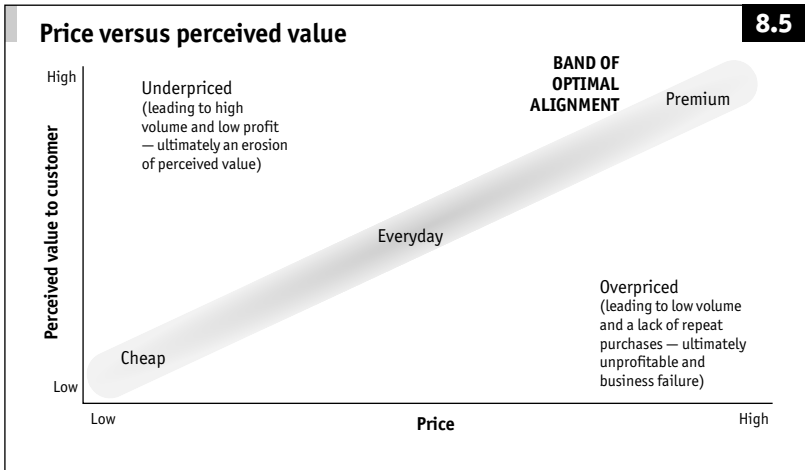 Price versus perceived value
8.5
High
Underpriced
(leading to high
volume and low profit
— ultimately an erosion
of perceived value)
BAND OF
OPTIMAL
ALIGNMENT
Premium
Perceived value to customer
Everyday
Overpriced
(leading to low volume
and a lack of repeat
purchases — ultimately
unprofitable and
business failure)
Cheap
Low
Low
Price
High